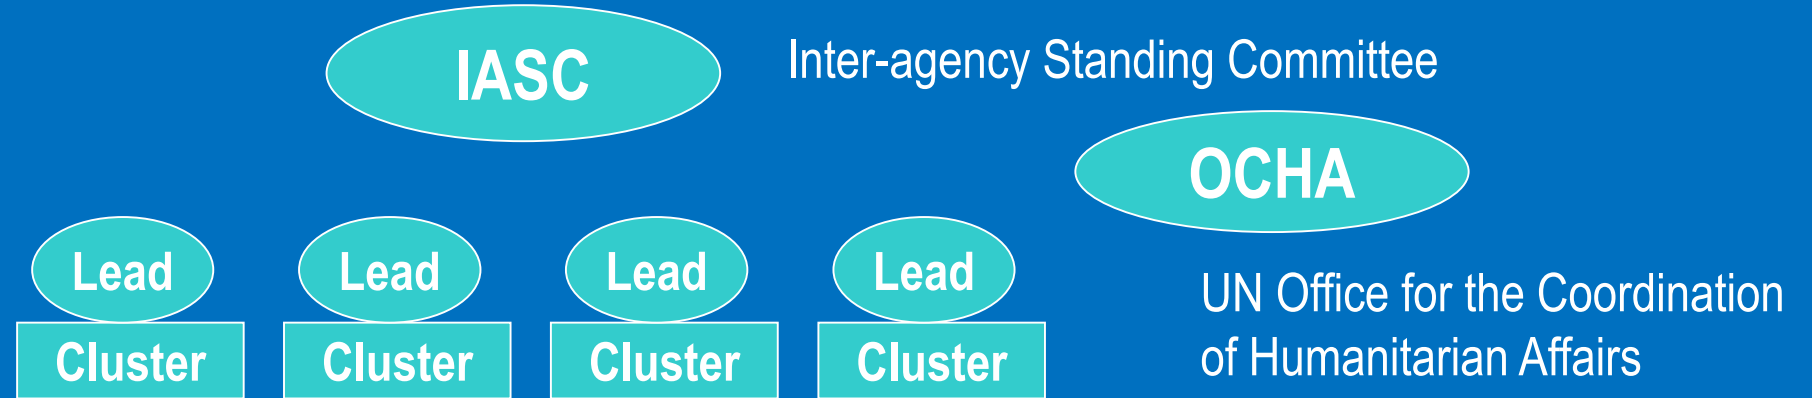 IASC
Inter-agency Standing Committee
OCHA
Lead
Lead
Lead
Lead
UN Office for the Coordination
of Humanitarian Affairs
Cluster
Cluster
Cluster
Cluster